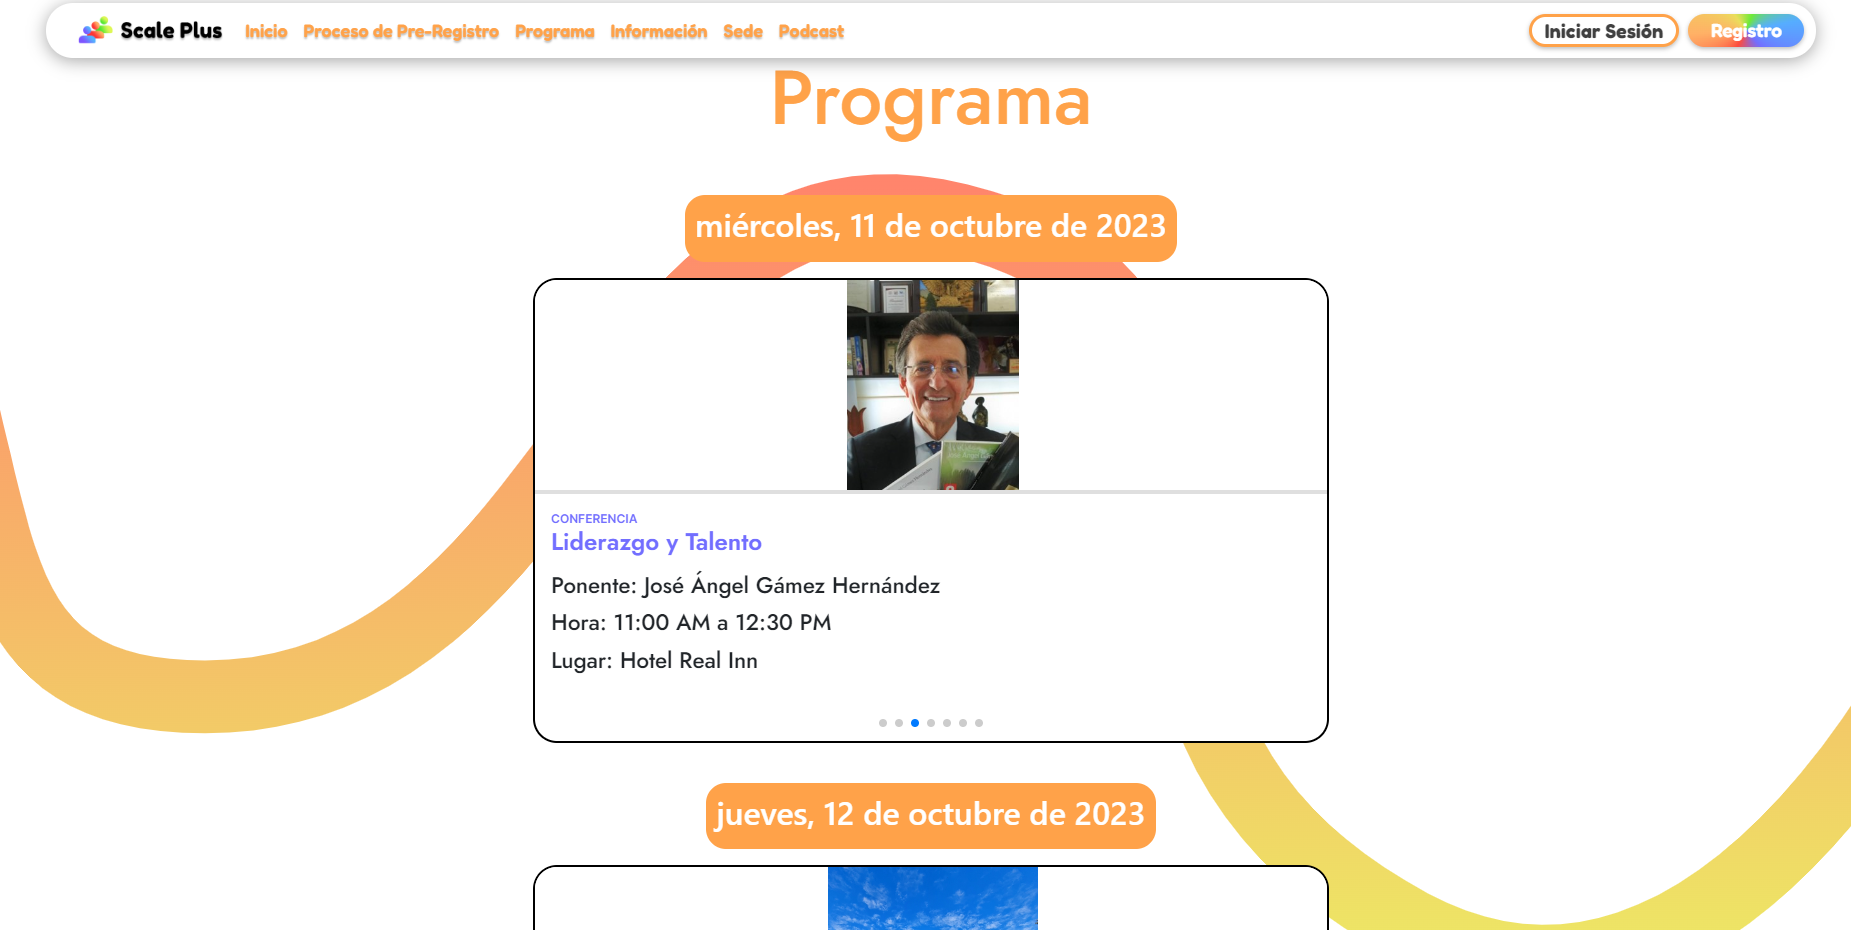 Scale Plus
Inicio
Proceso de Pre-Registro
Programa
Información
Sede
Podcast
Iniciar Sesión
Registro
Programa
miércoles, 11 de octubre de 2023
CONFERENCIA
Liderazgo y Talento
Ponente: José Ángel Gámez Hernández
Hora: 11:00 AM a 12:30 PM
Lugar: Hotel Real Inn
jueves, 12 de octubre de 2023